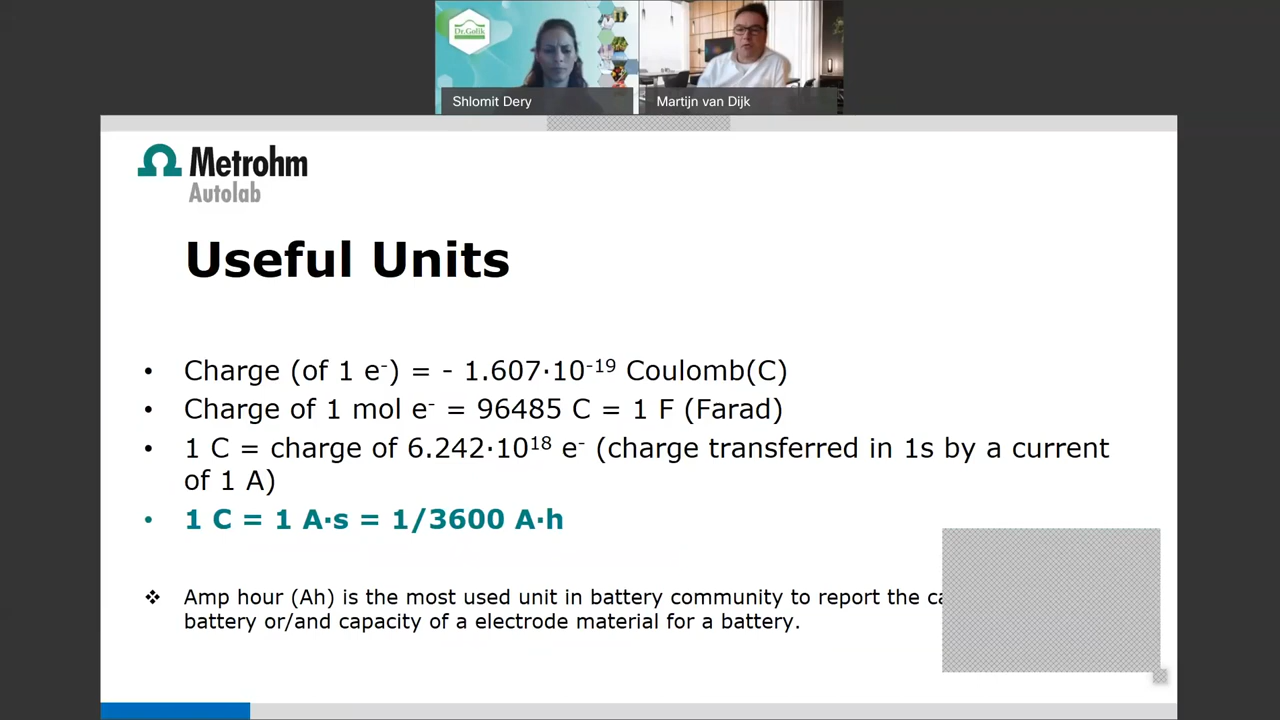 Dr.Golik
Shlomit Dery
Martijn van Dijk
Metrohm
Autolab
Useful Units
• Charge (of 1 e⁻) = - 1.607·10⁻¹⁹ Coulomb(C)
• Charge of 1 mol e⁻ = 96485 C = 1 F (Farad)
• 1 C = charge of 6.242·10¹⁸ e⁻ (charge transferred in 1s by a current
of 1 A)
• 1 C = 1 A·s = 1/3600 A·h
❖ Amp hour (Ah) is the most used unit in battery community to report the
battery or/and capacity of a electrode material for a battery.